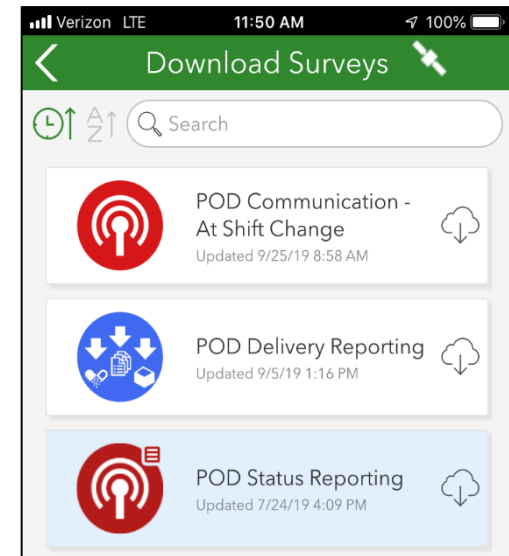 Verizon LTE 11:50 AM 100%
Download Surveys
A Z Search
POD Communication -
At Shift Change
Updated 9/25/19 8:58 AM
POD Delivery Reporting
Updated 9/5/19 1:16 PM
POD Status Reporting
Updated 7/24/19 4:09 PM